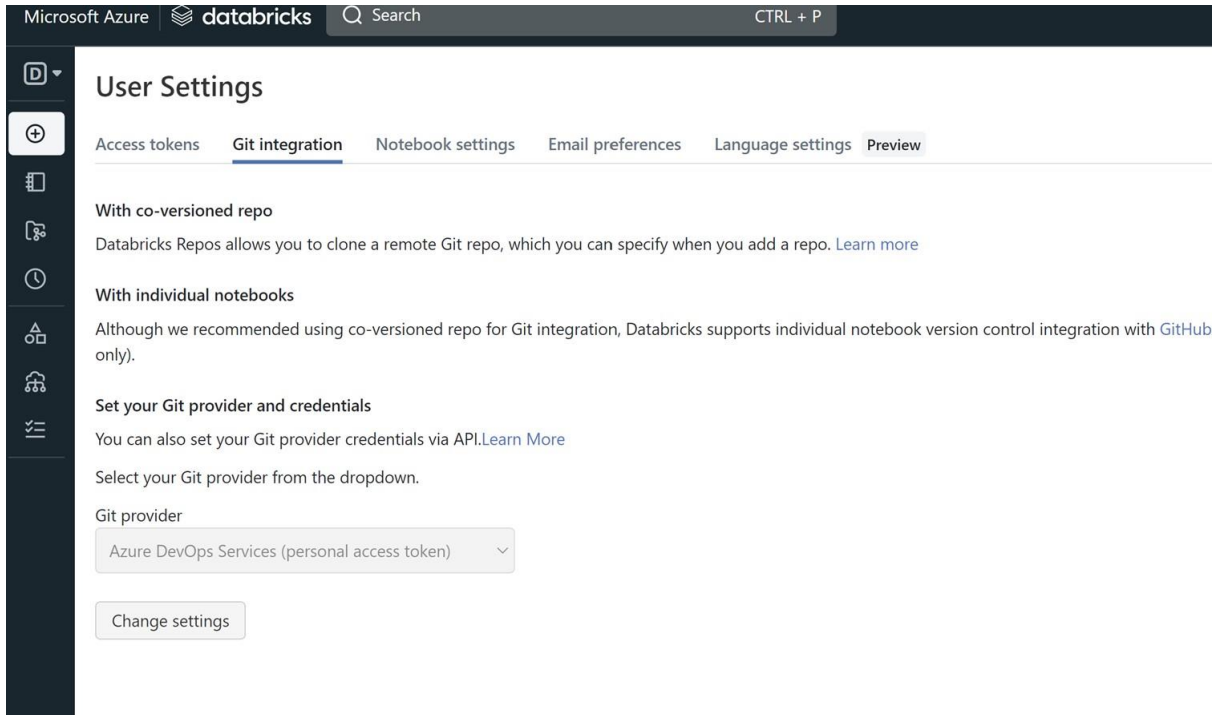 Microsoft Azure databricks Search CTRL + P
D
User Settings
Access tokens Git integration Notebook settings Email preferences Language settings Preview
With co-versioned repo
Databricks Repos allows you to clone a remote Git repo, which you can specify when you add a repo. Learn more
With individual notebooks
Although we recommended using co-versioned repo for Git integration, Databricks supports individual notebook version control integration with GitHub
only).
Set your Git provider and credentials
You can also set your Git provider credentials via API.Learn More
Select your Git provider from the dropdown.
Git provider
Azure DevOps Services (personal access token)
Change settings